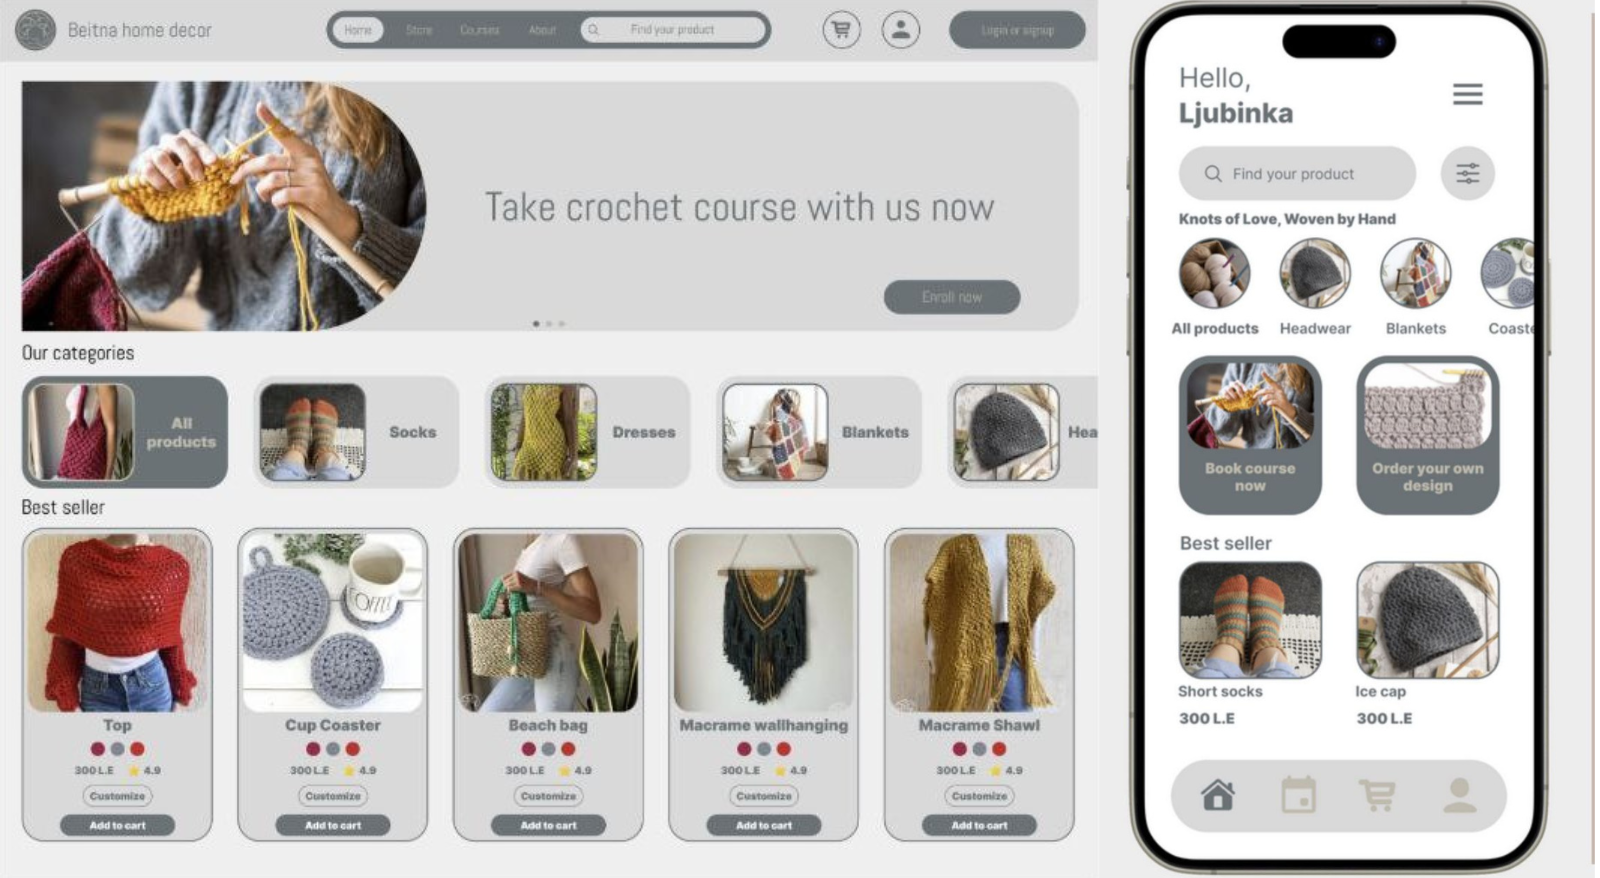 Beitna home decor
Home
Store
Courses
About
Find your product
Login or signup
Take crochet course with us now
Enroll now
Our categories
All
products
Socks
Dresses
Blankets
Hea
Best seller
Top
300 L.E 4.9
Customize
Add to cart
Cup Coaster
300 L.E 4.9
Customize
Add to cart
Beach bag
300 L.E 4.9
Customize
Add to cart
Macrame wallhanging
300 L.E 4.9
Customize
Add to cart
Macrame Shawl
300 L.E 4.9
Customize
Add to cart
Hello,
Ljubinka
Find your product
Knots of Love, Woven by Hand
All products
Headwear
Blankets
Coaste
Book course
now
Order your own
design
Best seller
Short socks
300 L.E
Ice cap
300 L.E